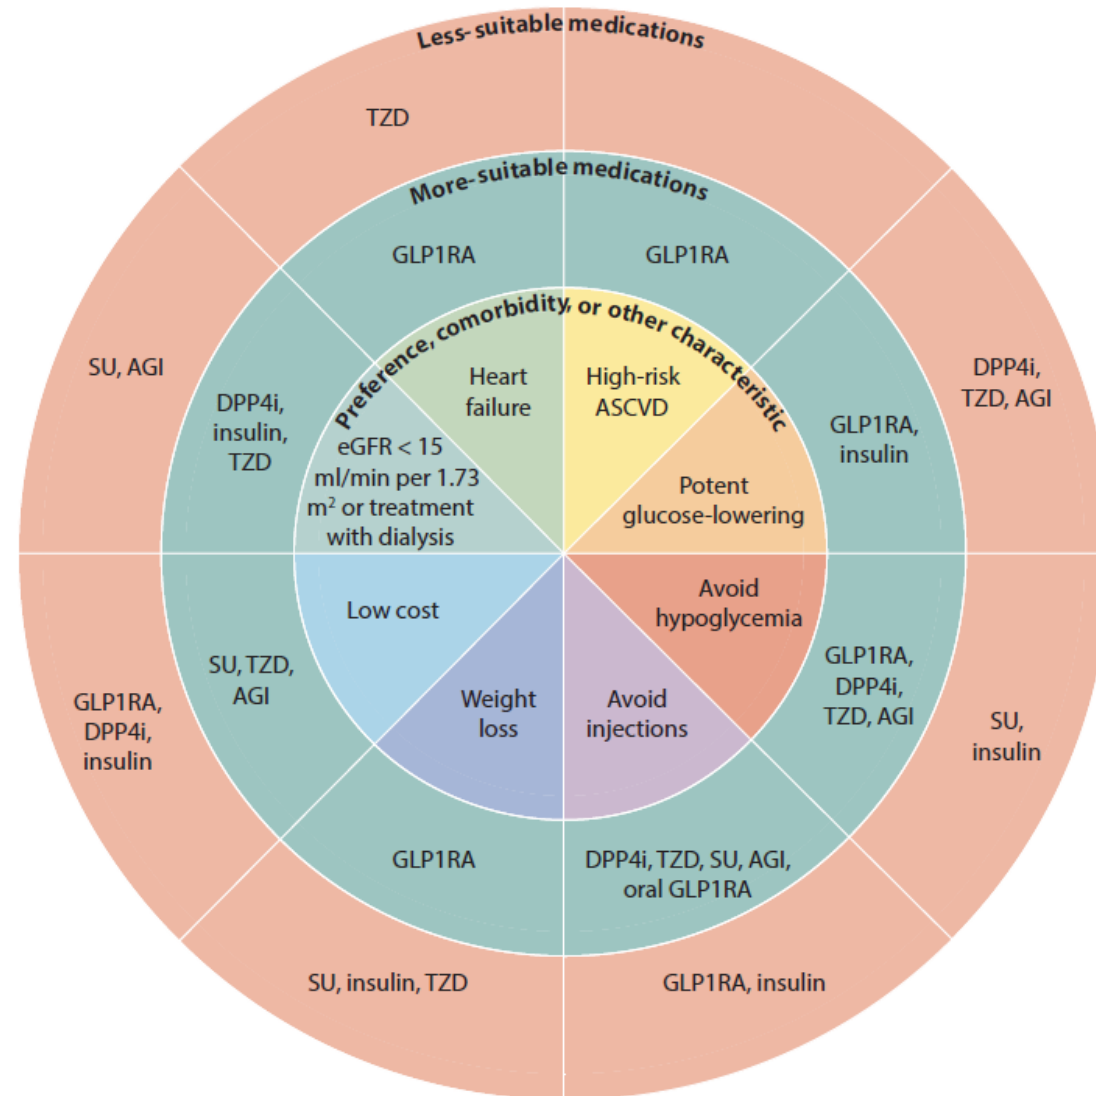 Less-suitable medications
TZD
More-suitable medications
GLP1RA
GLP1RA
Preference, comorbidity, or other characteristic
Heart
failure
High-risk
ASCVD
SU, AGI
DPP4i,
insulin,
TZD
eGFR < 15
ml/min per 1.73
m² or treatment
with dialysis
Potent
glucose-lowering
GLP1RA,
insulin
DPP4i,
TZD, AGI
Low cost
Avoid
hypoglycemia
SU, TZD,
AGI
GLP1RA,
DPP4i,
insulin
Weight
loss
Avoid
injections
GLP1RA,
DPP4i,
TZD, AGI
SU,
insulin
GLP1RA
DPP4i, TZD, SU, AGI,
oral GLP1RA
SU, insulin, TZD
GLP1RA, insulin